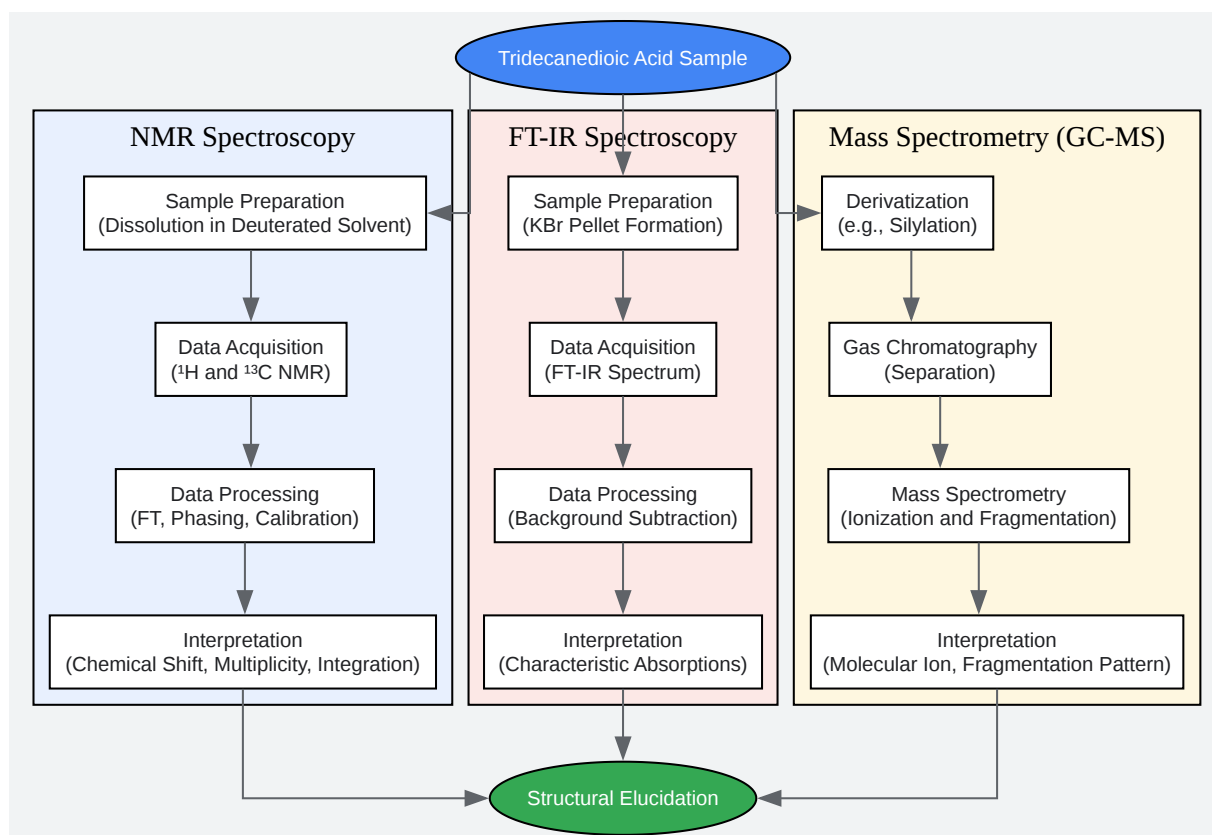 Tridecanedioic Acid Sample
NMR Spectroscopy
Sample Preparation
(Dissolution in Deuterated Solvent)
Data Acquisition
(¹H and ¹³C NMR)
Data Processing
(FT, Phasing, Calibration)
Interpretation
(Chemical Shift, Multiplicity, Integration)
FT-IR Spectroscopy
Sample Preparation
(KBr Pellet Formation)
Data Acquisition
(FT-IR Spectrum)
Data Processing
(Background Subtraction)
Interpretation
(Characteristic Absorptions)
Mass Spectrometry (GC-MS)
Derivatization
(e.g., Silylation)
Gas Chromatography
(Separation)
Mass Spectrometry
(Ionization and Fragmentation)
Interpretation
(Molecular Ion, Fragmentation Pattern)
Structural Elucidation